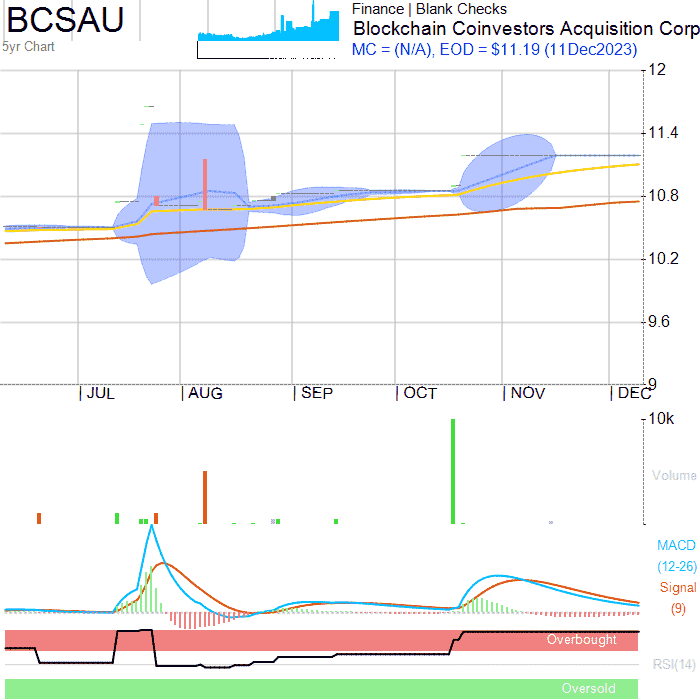 BCSAU
5yr Chart
Finance | Blank Checks
Blockchain Coinvestors Acquisition Corp
MC = (N/A), EOD = $11.19 (11Dec2023)
12
11.4
10.8
10.2
9.6
9
JUL AUG SEP OCT NOV DEC
10k
Volume
MACD
(12-26)
Signal
(9)
Overbought
RSI(14)
Oversold